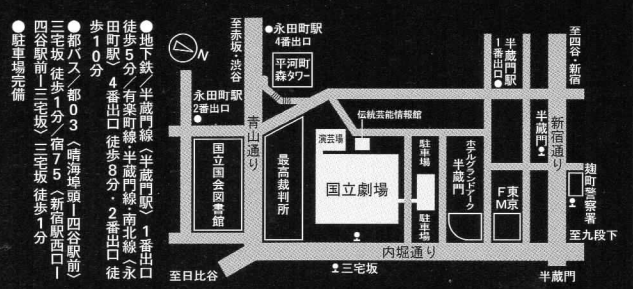 ●地下鉄／半蔵門線〈半蔵門駅〉1番出口
徒歩5分／有楽町線・半蔵門線・南北線〈永
田町駅〉4番出口 徒歩8分・2番出口 徒
歩10分
●都バス／都03〈晴海埠頭ー四谷駅前〉
三宅坂 徒歩1分／宿75〈新宿駅西口ー
四谷駅前ー三宅坂〉三宅坂 徒歩1分
●駐車場完備
至赤坂・渋谷
永田町駅
4番出口
平河町
森タワー
N
永田町駅
2番出口
青山通り
国立国会図書館
最高裁判所
伝統芸能情報館
演芸場
国立劇場
駐車場
駐車場
ホテルグランドアーク
半蔵門
半蔵門駅
1番出口
至四谷・新宿
半蔵門
新宿通り
麹町警察署
東京
FM
至九段下
内堀通り
三宅坂
至日比谷
半蔵門